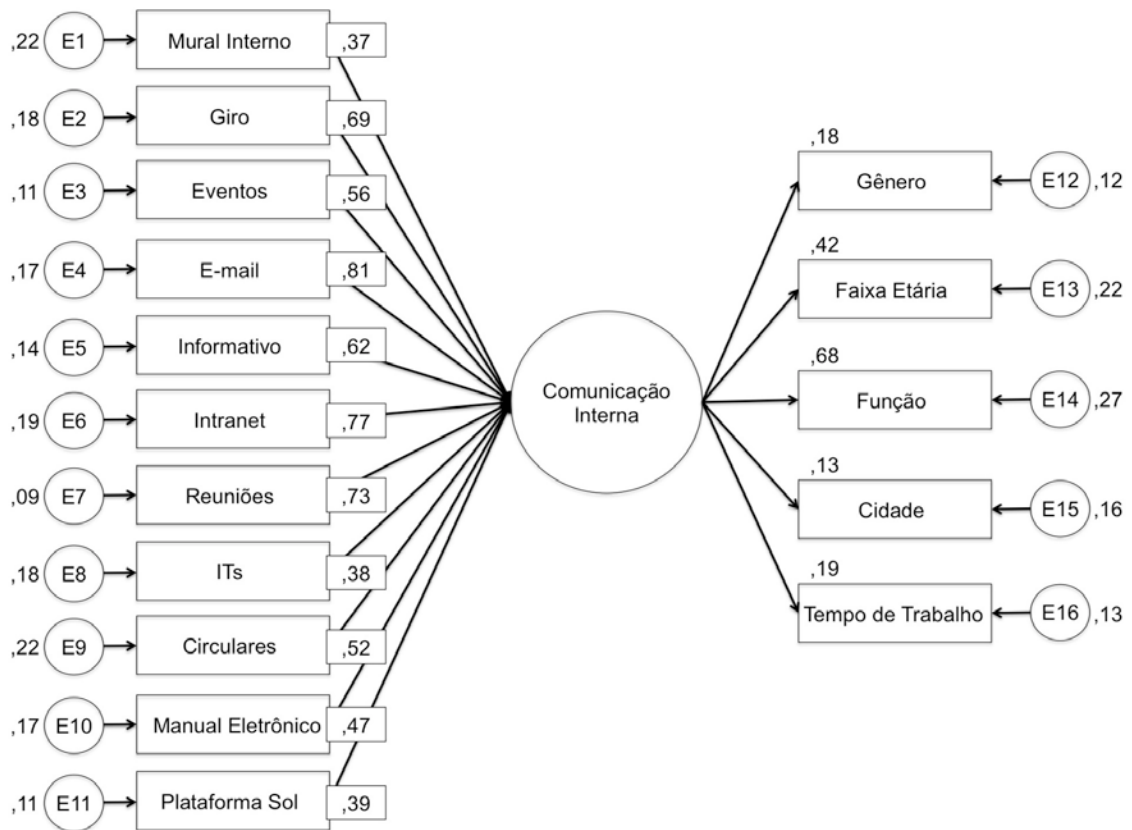 ,22 E1 Mural Interno ,37
,18 E2 Giro ,69
,11 E3 Eventos ,56
,17 E4 E-mail ,81
,14 E5 Informativo ,62
,19 E6 Intranet ,77
,09 E7 Reuniões ,73
,18 E8 ITs ,38
,22 E9 Circulares ,52
,17 E10 Manual Eletrônico ,47
,11 E11 Plataforma Sol ,39
Comunicação
Interna
,18
Gênero E12 ,12
,42
Faixa Etária E13 ,22
,68
Função E14 ,27
,13
Cidade E15 ,16
,19
Tempo de Trabalho E16 ,13